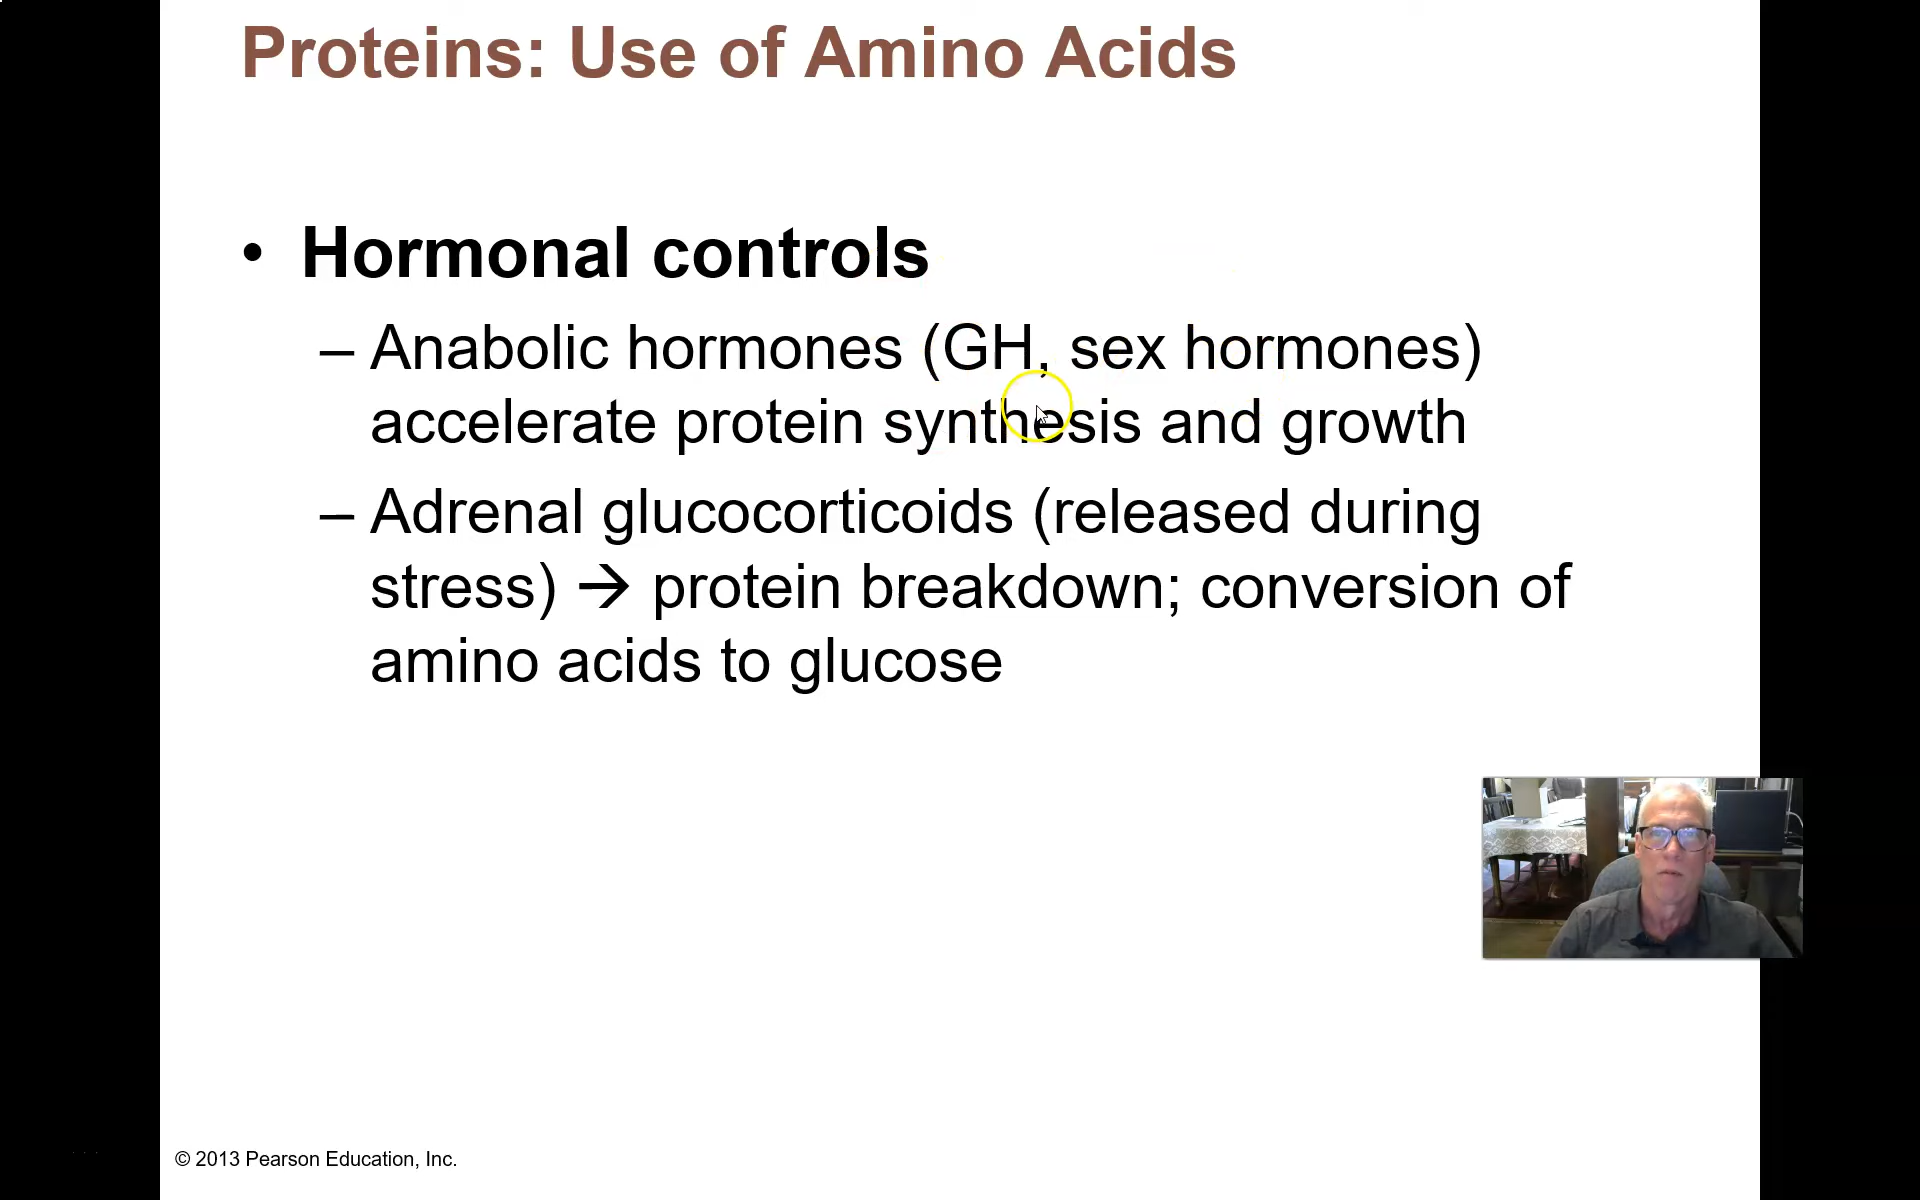 Proteins: Use of Amino Acids
• Hormonal controls
– Anabolic hormones (GH, sex hormones)
accelerate protein synthesis and growth
– Adrenal glucocorticoids (released during
stress) → protein breakdown; conversion of
amino acids to glucose
© 2013 Pearson Education, Inc.